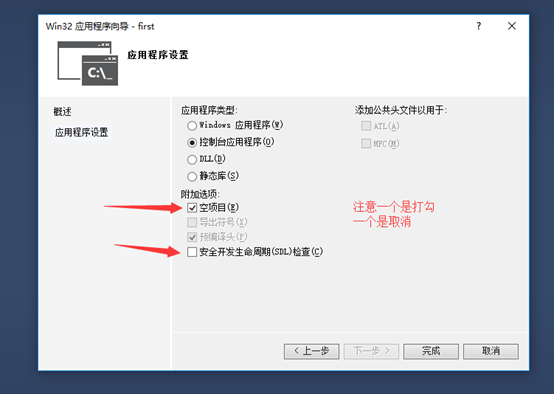 Win32 应用程序向导 - first
?
C:\_
应用程序设置
概述
应用程序设置
应用程序类型:
Windows 应用程序(W)
控制台应用程序(O)
DLL(D)
静态库(S)
附加选项:
空项目(E)
导出符号(X)
预编译头(P)
安全开发生命周期(SDL)检查(C)
添加公共头文件以用于:
ATL(A)
MFC(M)
注意一个是打勾
一个是取消
< 上一步
下一步 >
完成
取消